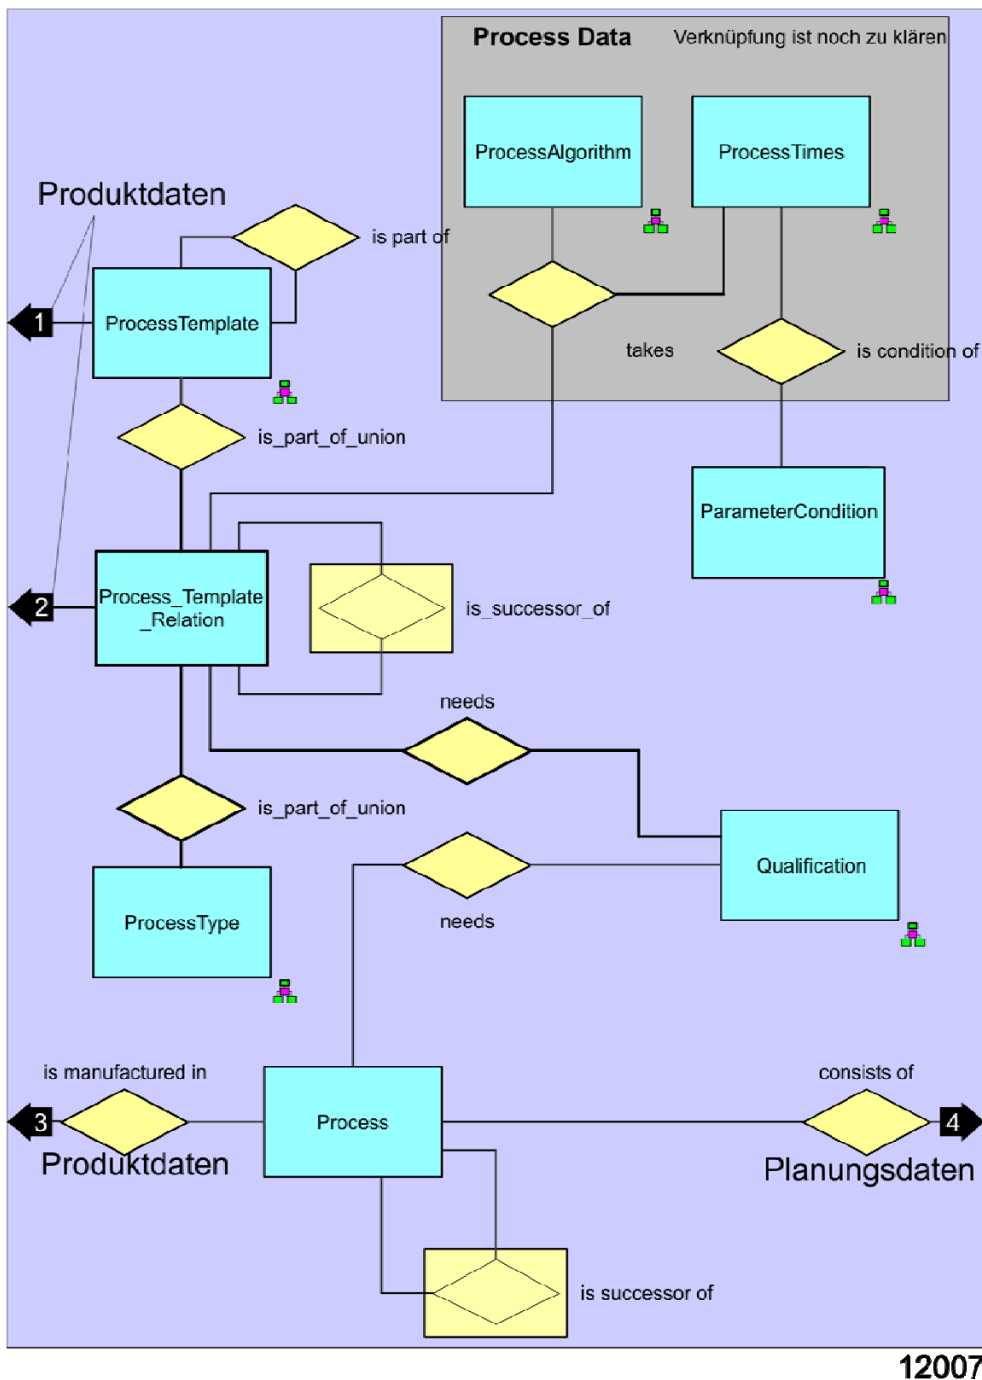 Process Data
Verknüpfung ist noch zu klären
ProcessAlgorithm
ProcessTimes
Produktdaten
is part of
1
ProcessTemplate
takes
is condition of
is_part_of_union
ParameterCondition
2
Process_Template
_Relation
is_successor_of
needs
is_part_of_union
Qualification
needs
ProcessType
is manufactured in
consists of
3
Process
4
Produktdaten
Planungsdaten
is successor of
12007